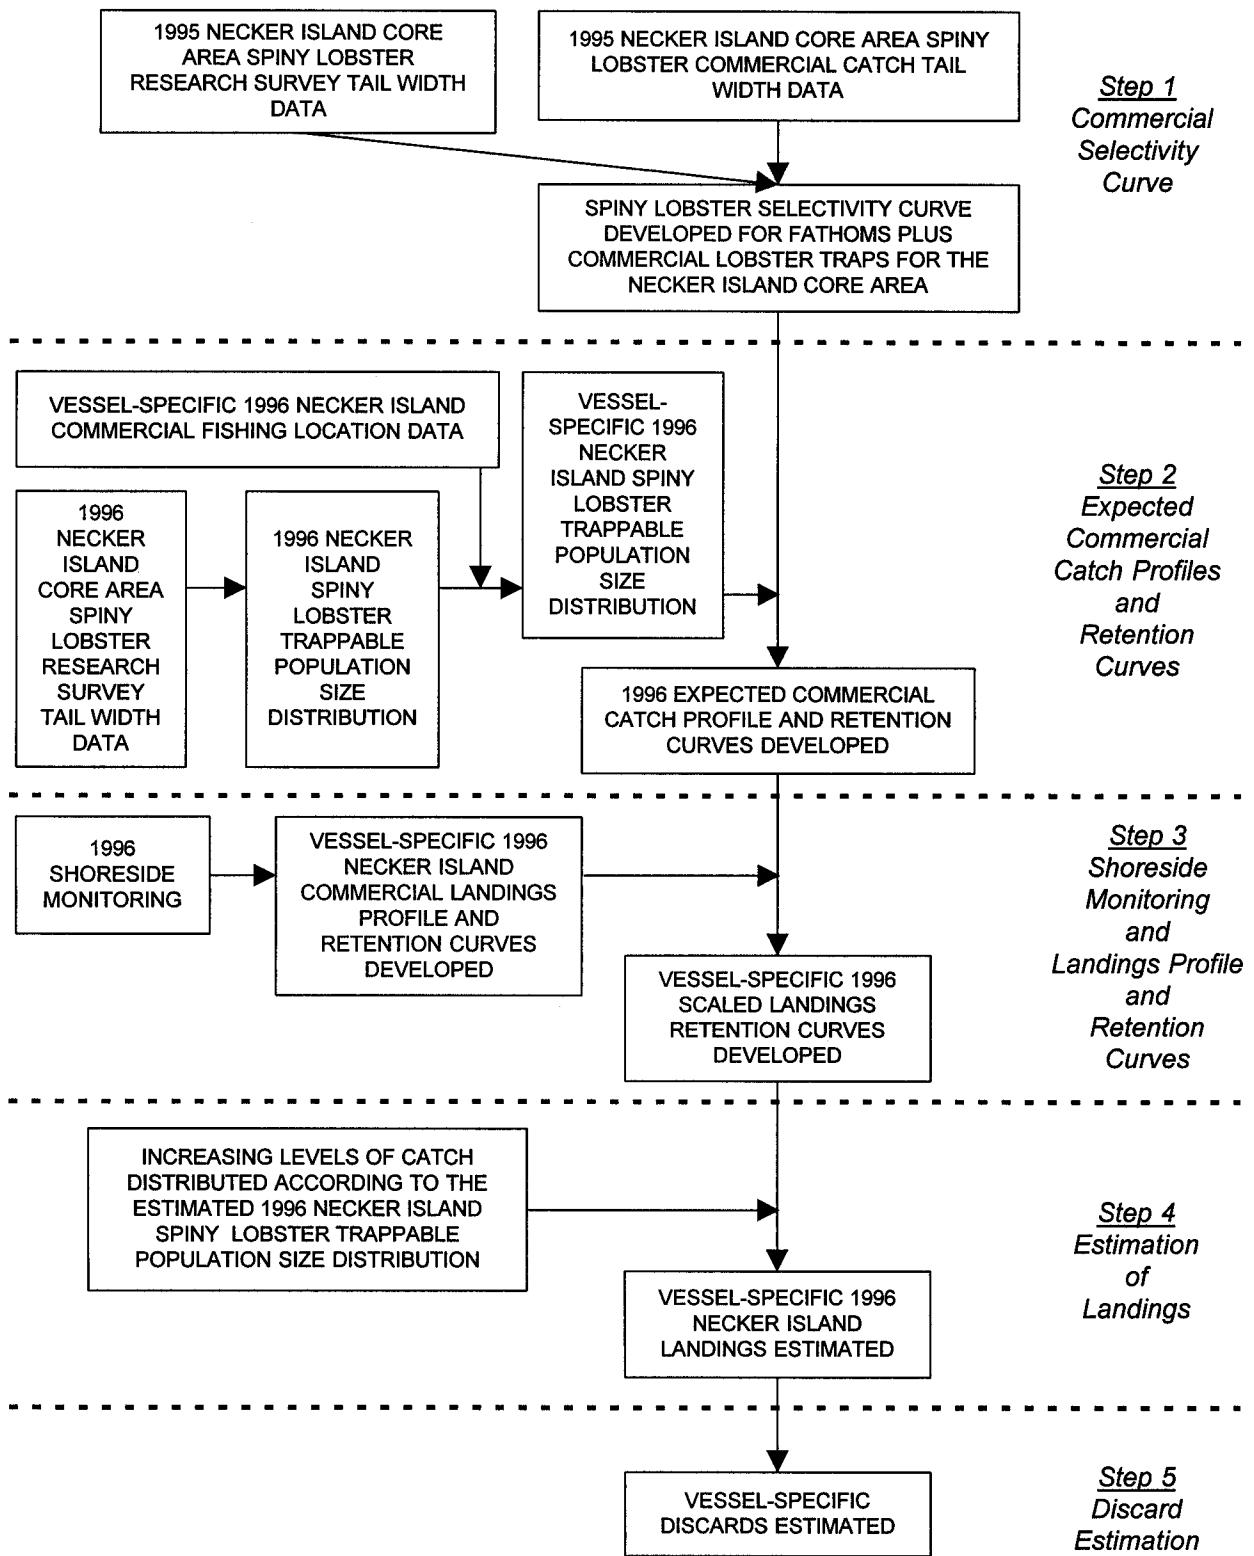 1995 NECKER ISLAND CORE
AREA SPINY LOBSTER
RESEARCH SURVEY TAIL WIDTH
DATA
1995 NECKER ISLAND CORE AREA SPINY
LOBSTER COMMERCIAL CATCH TAIL
WIDTH DATA
Step 1
Commercial
Selectivity
Curve
SPINY LOBSTER SELECTIVITY CURVE
DEVELOPED FOR FATHOMS PLUS
COMMERCIAL LOBSTER TRAPS FOR THE
NECKER ISLAND CORE AREA
VESSEL-SPECIFIC 1996 NECKER ISLAND
COMMERCIAL FISHING LOCATION DATA
1996
NECKER
ISLAND
CORE AREA
SPINY
LOBSTER
RESEARCH
SURVEY
TAIL WIDTH
DATA
1996 NECKER
ISLAND
SPINY
LOBSTER
TRAPPABLE
POPULATION
SIZE
DISTRIBUTION
VESSEL-
SPECIFIC 1996
NECKER
ISLAND SPINY
LOBSTER
TRAPPABLE
POPULATION
SIZE
DISTRIBUTION
Step 2
Expected
Commercial
Catch Profiles
and
Retention
Curves
1996 EXPECTED COMMERCIAL
CATCH PROFILE AND RETENTION
CURVES DEVELOPED
1996
SHORESIDE
MONITORING
VESSEL-SPECIFIC 1996
NECKER ISLAND
COMMERCIAL LANDINGS
PROFILE AND
RETENTION CURVES
DEVELOPED
Step 3
Shoreside
Monitoring
and
Landings Profile
and
Retention
Curves
VESSEL-SPECIFIC 1996
SCALED LANDINGS
RETENTION CURVES
DEVELOPED
INCREASING LEVELS OF CATCH
DISTRIBUTED ACCORDING TO THE
ESTIMATED 1996 NECKER ISLAND
SPINY LOBSTER TRAPPABLE
POPULATION SIZE DISTRIBUTION
Step 4
Estimation
of
Landings
VESSEL-SPECIFIC 1996
NECKER ISLAND
LANDINGS ESTIMATED
VESSEL-SPECIFIC
DISCARDS ESTIMATED
Step 5
Discard
Estimation